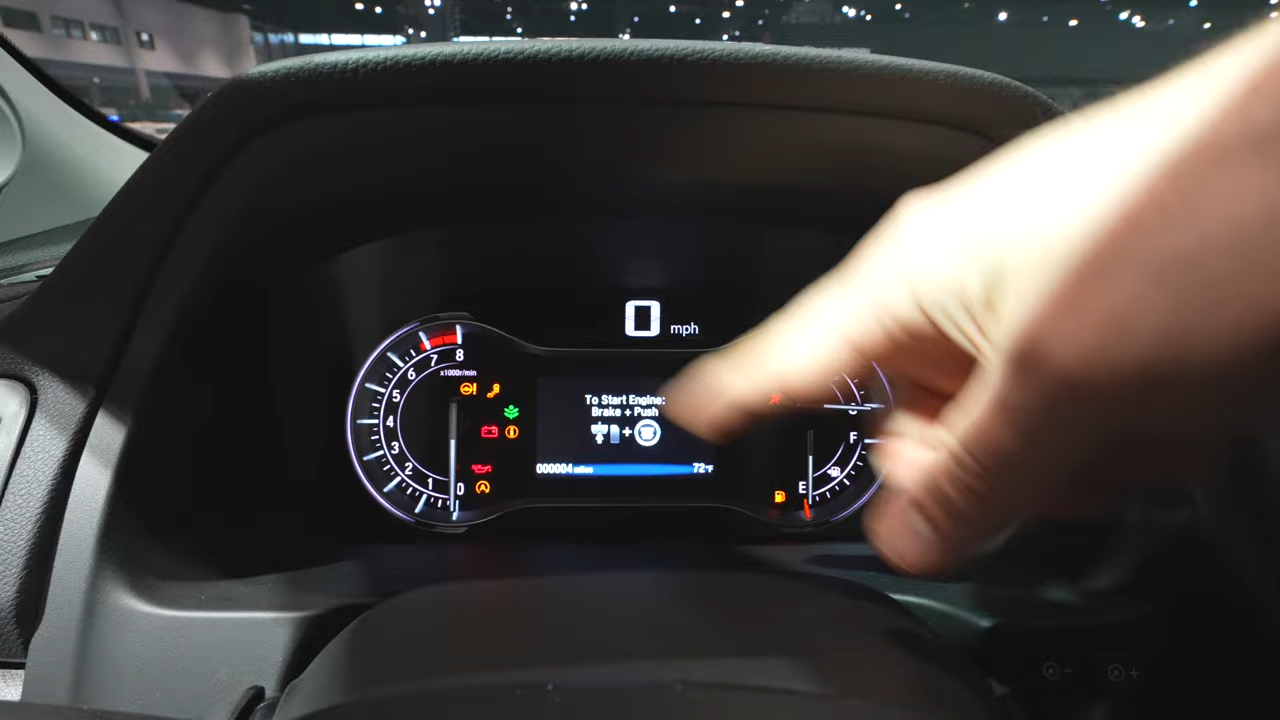 0 mph
8
7
6
5
4
3
2
1
0
x1000r/min
To Start Engine:
Brake + Push
+
000004 miles
72°F
F
E